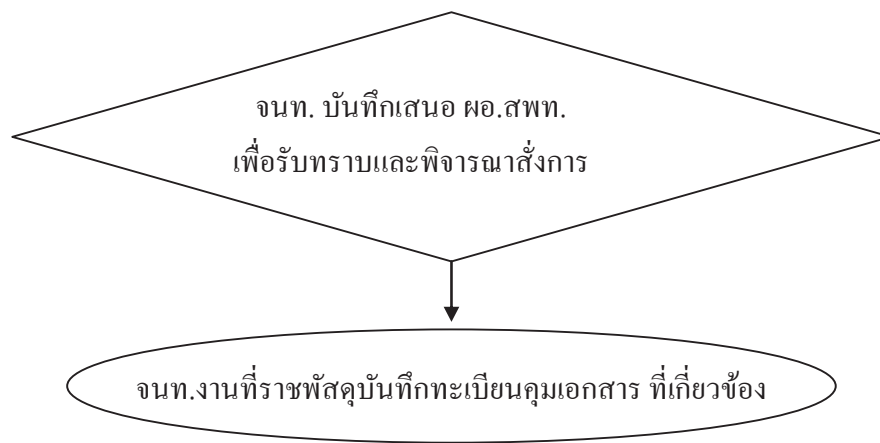 จนท. บันทึกเสนอ ผอ.สพท.
เพื่อรับทราบและพิจารณาสั่งการ
จนท.งานที่ราชพัสดุบันทึกทะเบียนคุมเอกสาร ที่เกี่ยวข้อง